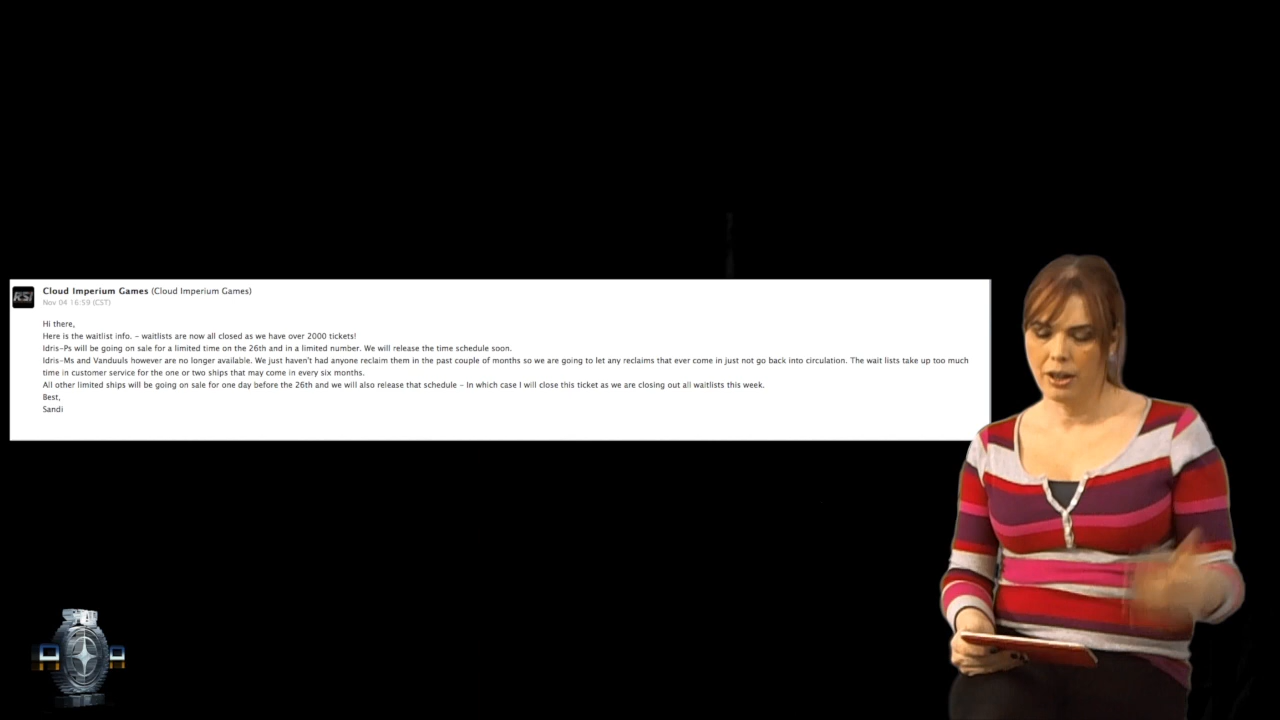 RSI
Cloud Imperium Games (Cloud Imperium Games)
Nov 04 16:59 (CST)
Hi there,
Here is the waitlist info. - waitlists are now all closed as we have over 2000 tickets!
Idris-Ps will be going on sale for a limited time on the 26th and in a limited number. We will release the time schedule soon.
Idris-Ms and Vanduuls however are no longer available. We just haven't had anyone reclaim them in the past couple of months so we are going to let any reclaims that ever come in just not go back into circulation. The wait lists take up too much
time in customer service for the one or two ships that may come in every six months.
All other limited ships will be going on sale for one day before the 26th and we will also release that schedule - In which case I will close this ticket as we are closing out all waitlists this week.
Best,
Sandi